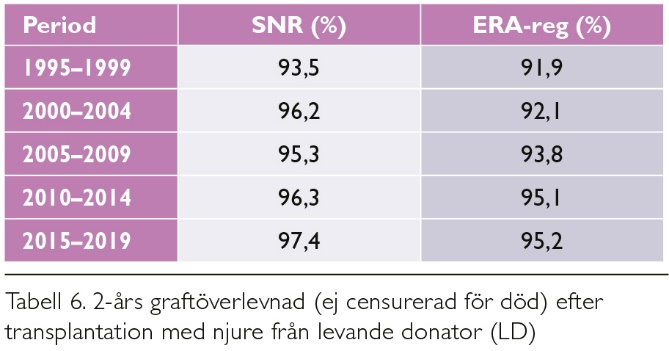 Period SNR (%) ERA-reg (%)
1995–1999 93,5 91,9
2000–2004 96,2 92,1
2005–2009 95,3 93,8
2010–2014 96,3 95,1
2015–2019 97,4 95,2
Tabell 6. 2-års graftöverlevnad (ej censurerad för död) efter
transplantation med njure från levande donator (LD)